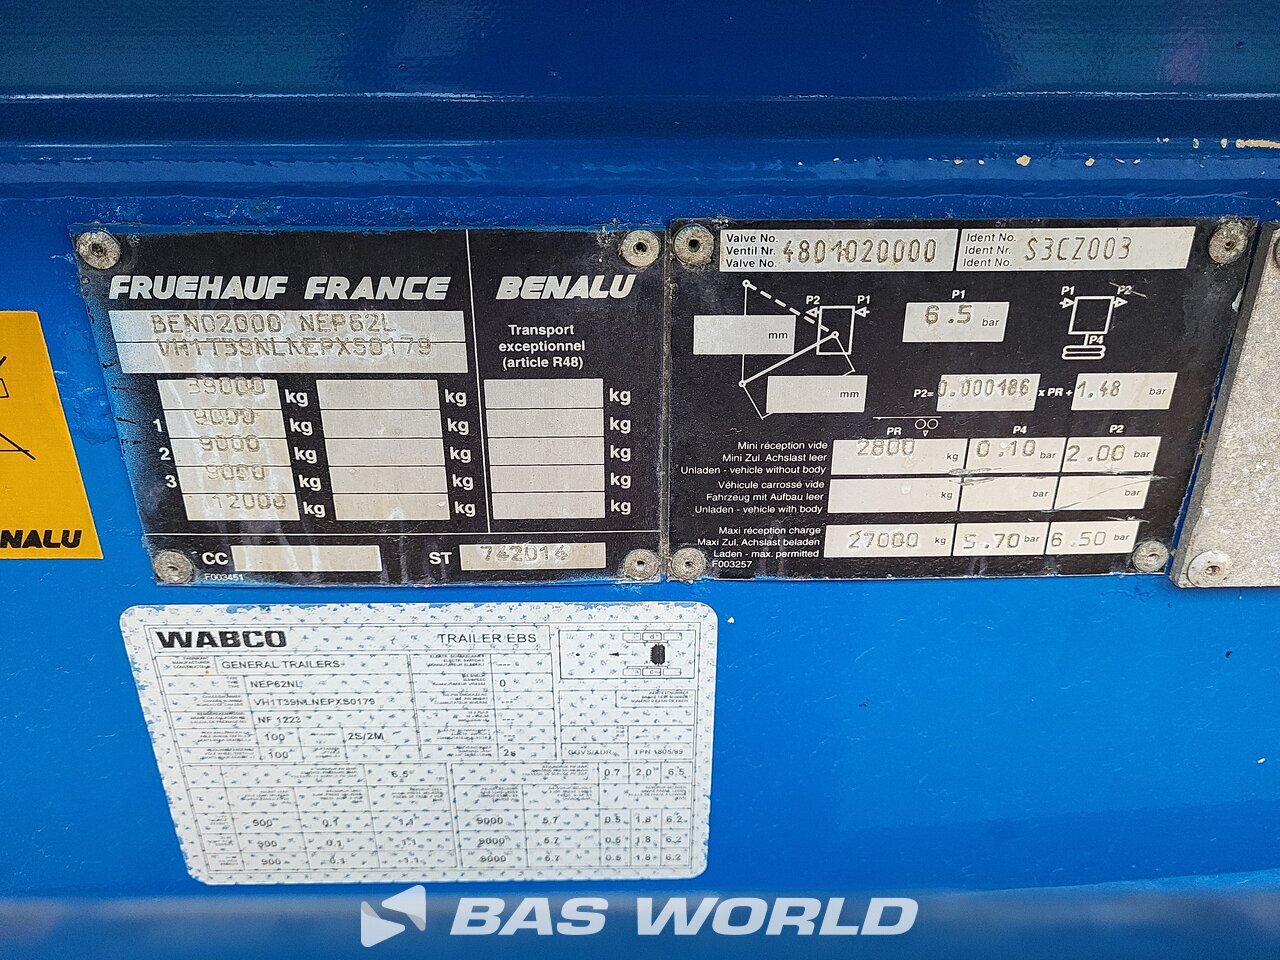 FRUEHAUF FRANCE
BENALU
BENO2000 NEP62L
VH1T39NLNEPXS0179
Transport
exceptionnel
(article R48)
39000 kg kg kg
1 9000 kg kg kg
2 9000 kg kg kg
3 9000 kg kg kg
12000 kg kg kg
CC
ST 742014
F003451
Valve No.
Ventil Nr. 4801020000
Valve No.
Ident No.
Ident Nr. S3CZ003
Ident No.
P2 P1
mm
mm
P1
6.5 bar
P1 P2
P4
P2= 0.000186 x PR + 1.48 bar
PR P4 P2
Mini réception vide
Mini Zul. Achslast leer
Unladen - vehicle without body
2800 kg 0.10 bar 2.00 bar
Véhicule carrossé vide
Fahrzeug mit Aufbau leer
Unladen - vehicle with body
kg bar bar
Maxi réception charge
Maxi Zul. Achslast beladen
Laden - max. permitted
27000 kg 5.70 bar 6.50 bar
F003257
NALU
WABCO TRAILER EBS
GENERAL TRAILERS
NEP62NL
VH1T39NLNEPXS0179
NF 1223
100 2S/2M
100
0
2s
GGVS/ADR TPN 1805/99
6.5 0.7 2.0 6.5
900 0.1 1.1 9000 5.7 0.5 1.8 6.2
900 0.1 1.1 9000 5.7 0.5 1.8 6.2
900 0.1 1.1 9000 5.7 0.5 1.8 6.2
BAS WORLD